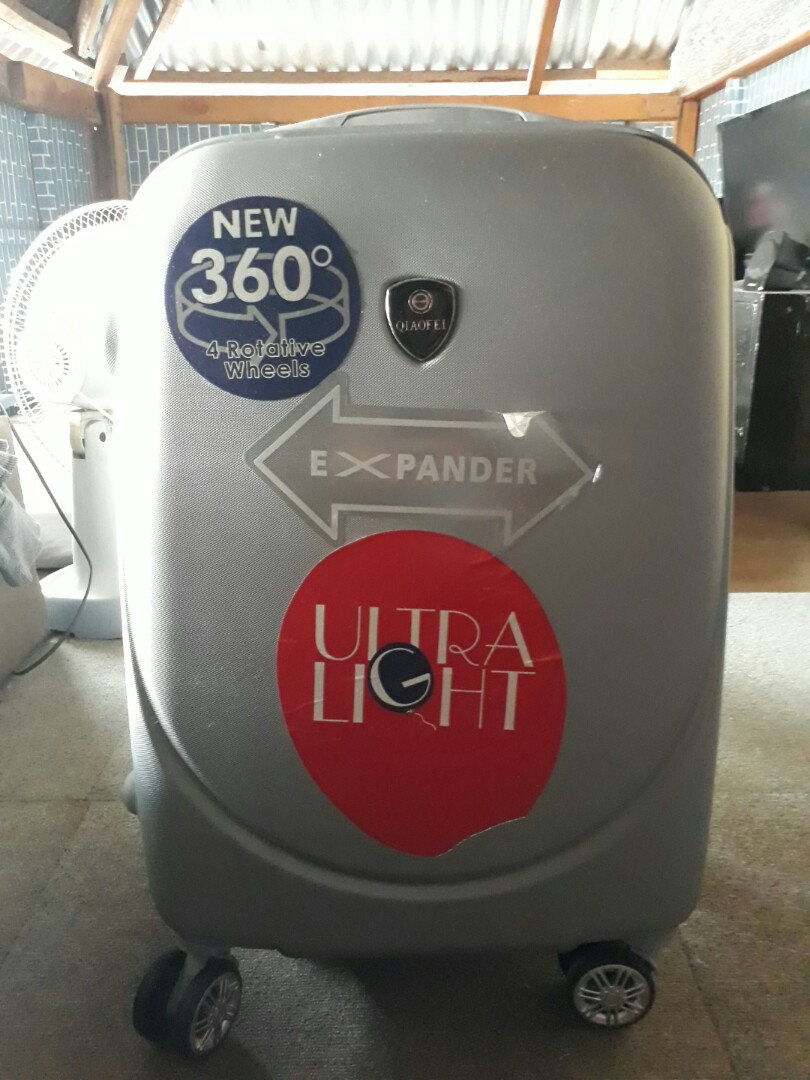 NEW
360°
4 Rotative
Wheels
QIAOFEI
EXPANDER
ULTRA
LIGHT